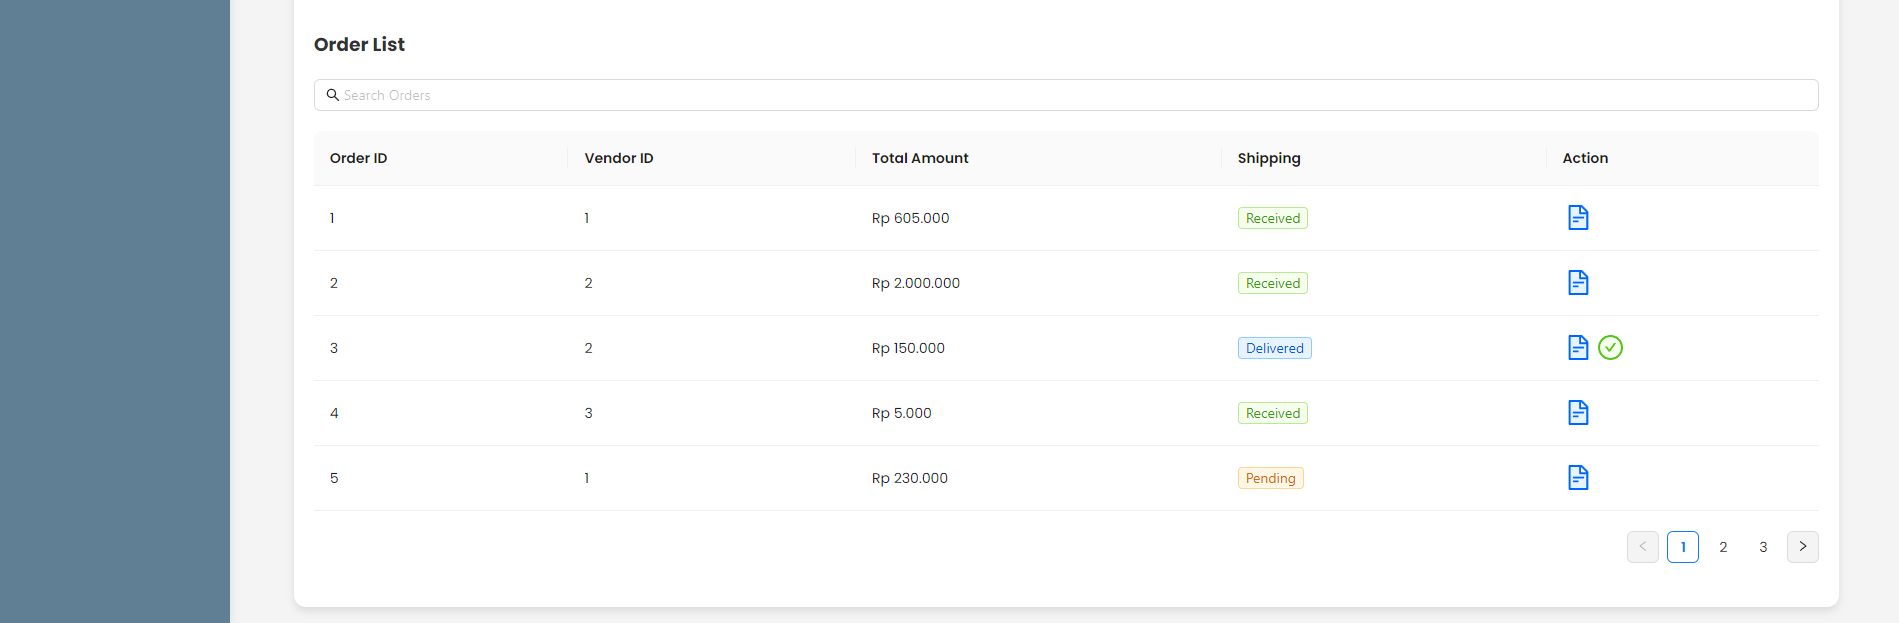 Order List
Search Orders
Order ID Vendor ID Total Amount Shipping Action
1 1 Rp 605.000 Received
2 2 Rp 2.000.000 Received
3 2 Rp 150.000 Delivered
4 3 Rp 5.000 Received
5 1 Rp 230.000 Pending
< 1 2 3 >